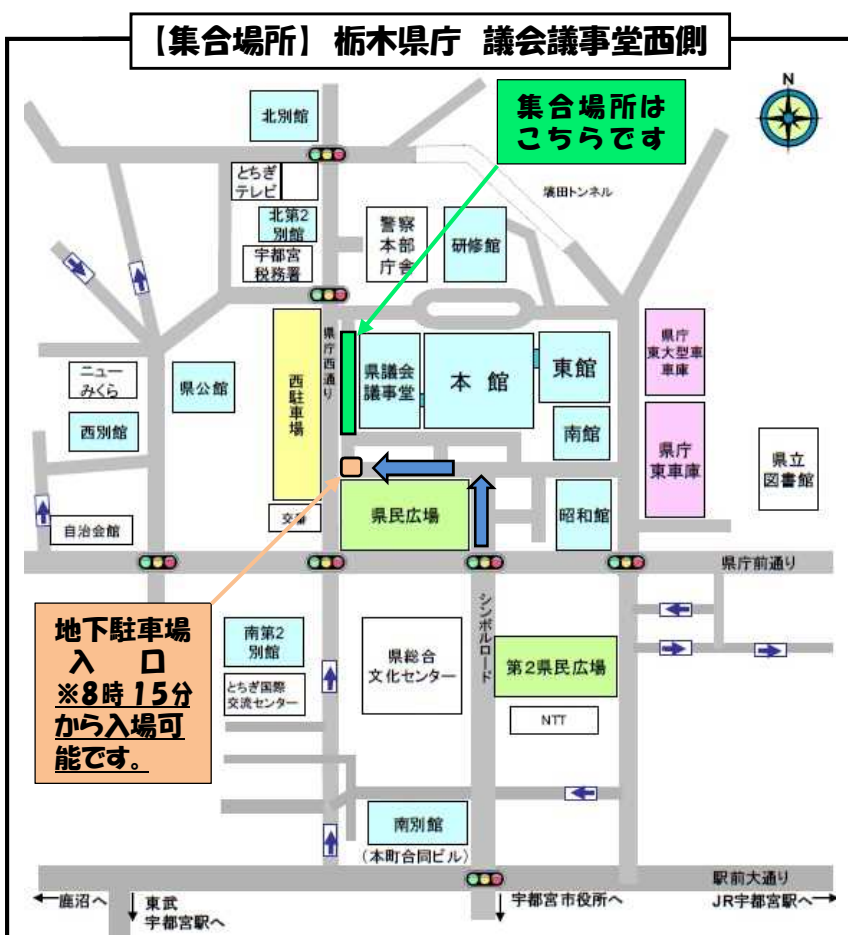 【集合場所】 栃木県庁 議会議事堂西側
N
集合場所は
こちらです
北別館
とちぎ
テレビ
北第2
別館
宇都宮
税務署
警察
本部
庁舎
研修館
塙田トンネル
県庁西通り
西駐車場
県議会
議事堂
本館
東館
南館
県庁
東大型車
車庫
県庁
東車庫
県立
図書館
ニュー
みくら
県公館
西別館
自治会館
交番
県民広場
昭和館
県庁前通り
地下駐車場
入口
※8時15分
から入場可
能です。
南第2
別館
とちぎ国際
交流センター
県総合
文化センター
シンボルロード
第2県民広場
NTT
南別館
(本町合同ビル)
駅前大通り
鹿沼へ
東武
宇都宮駅へ
宇都宮市役所へ
JR宇都宮駅へ